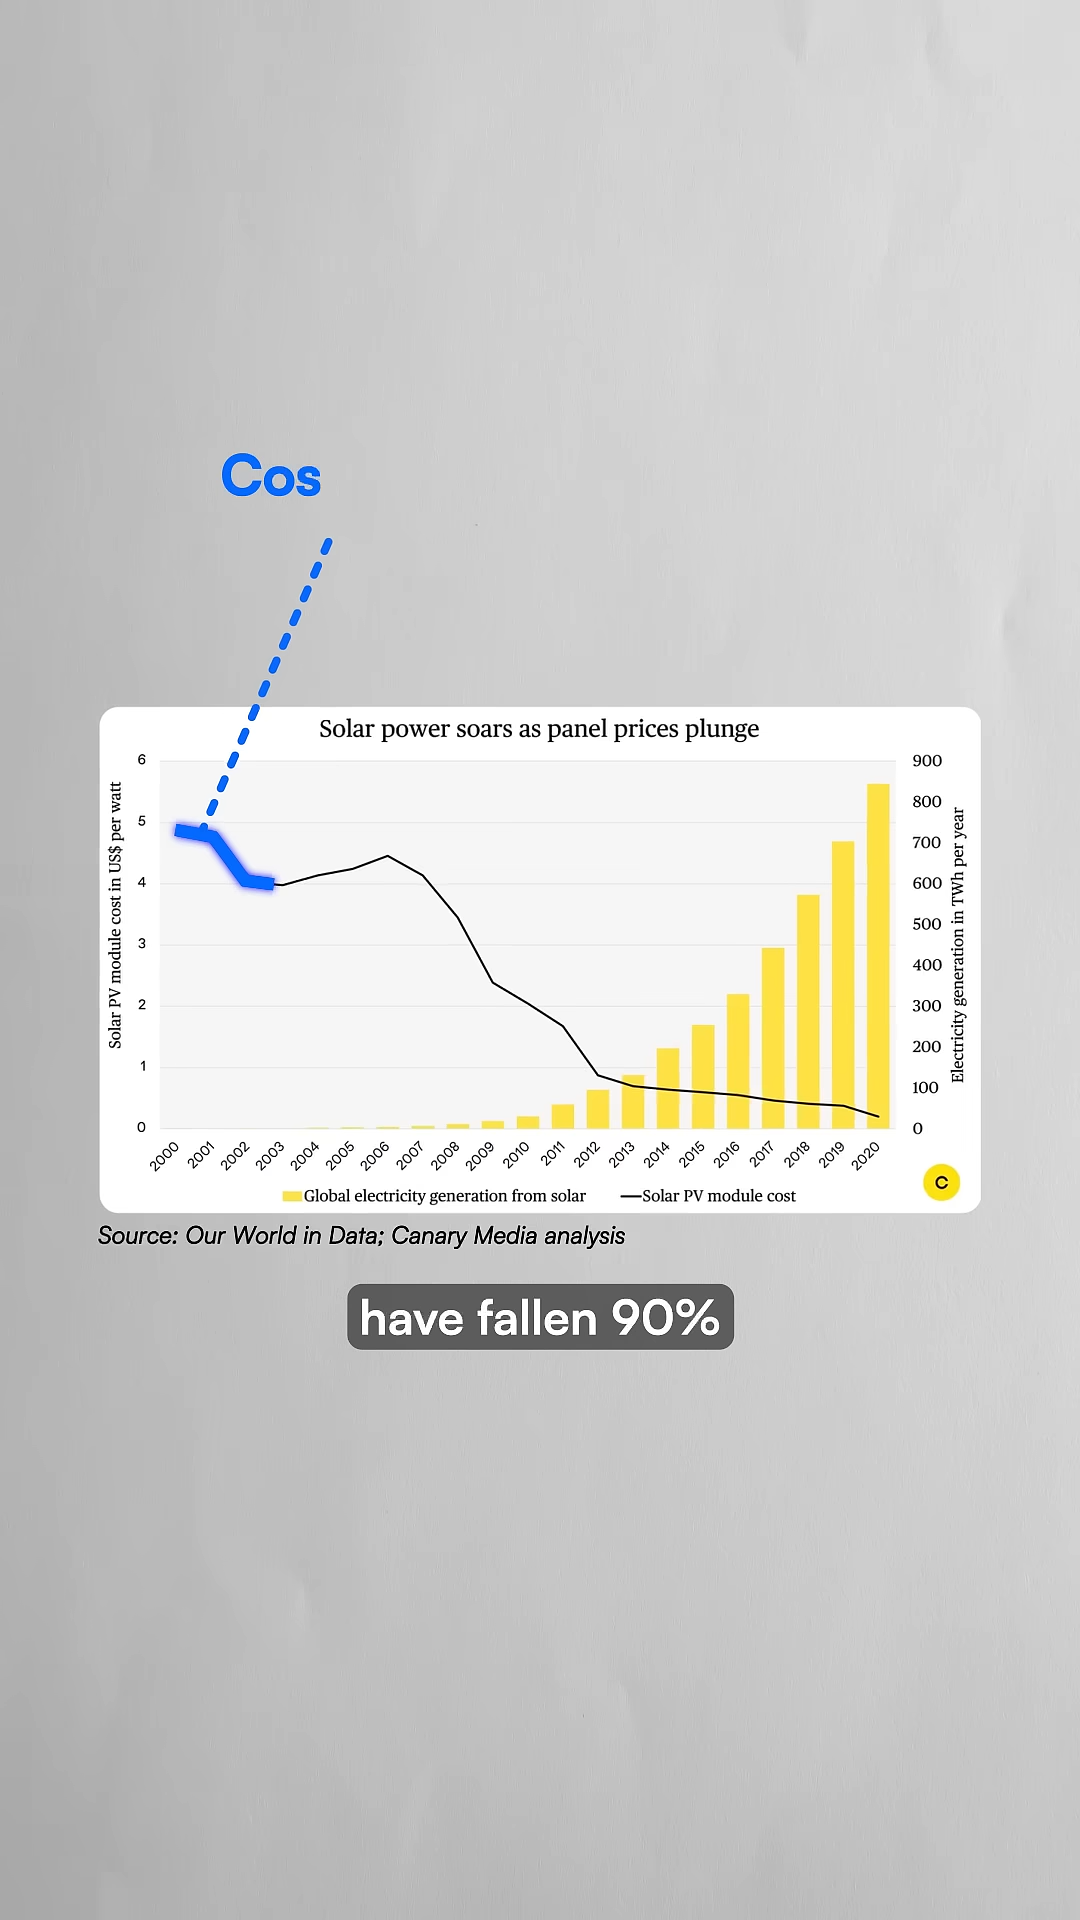 Cos
Solar power soars as panel prices plunge
Solar PV module cost in US$ per watt
6
5
4
3
2
1
0
900
800
700
600
500
400
300
200
100
0
Electricity generation in TWh per year
2000 2001 2002 2003 2004 2005 2006 2007 2008 2009 2010 2011 2012 2013 2014 2015 2016 2017 2018 2019 2020
Global electricity generation from solar Solar PV module cost
C
Source: Our World in Data; Canary Media analysis
have fallen 90%